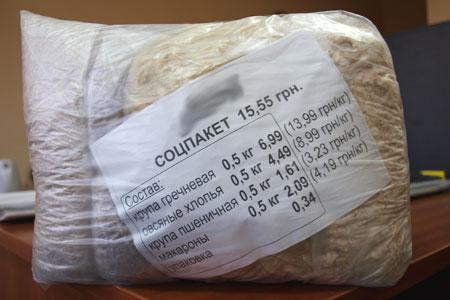 СОЦПАКЕТ 15,55 грн.
Состав:
крупа гречневая 0,5 кг 6,99 (13,99 грн/кг)
овсяные хлопья 0,5 кг 4,49 (8,99 грн/кг)
крупа пшеничная 0,5 кг 1,61 (3,23 грн/кг)
макароны 0,5 кг 2,09 (4,19 грн/кг)
упаковка 0,34